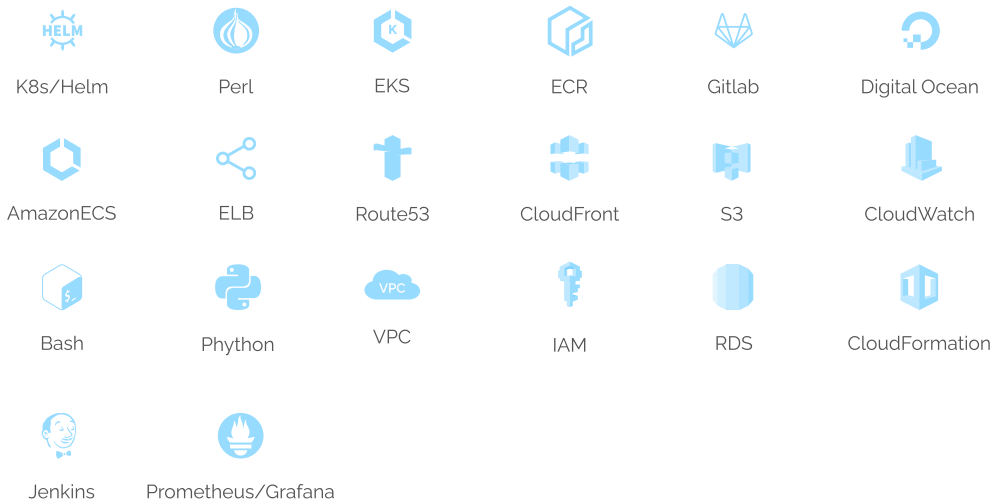 HELM
K
K8s/Helm
Perl
EKS
ECR
Gitlab
Digital Ocean
AmazonECS
ELB
Route53
CloudFront
S3
CloudWatch
$_
VPC
Bash
Phython
VPC
IAM
RDS
CloudFormation
Jenkins
Prometheus/Grafana